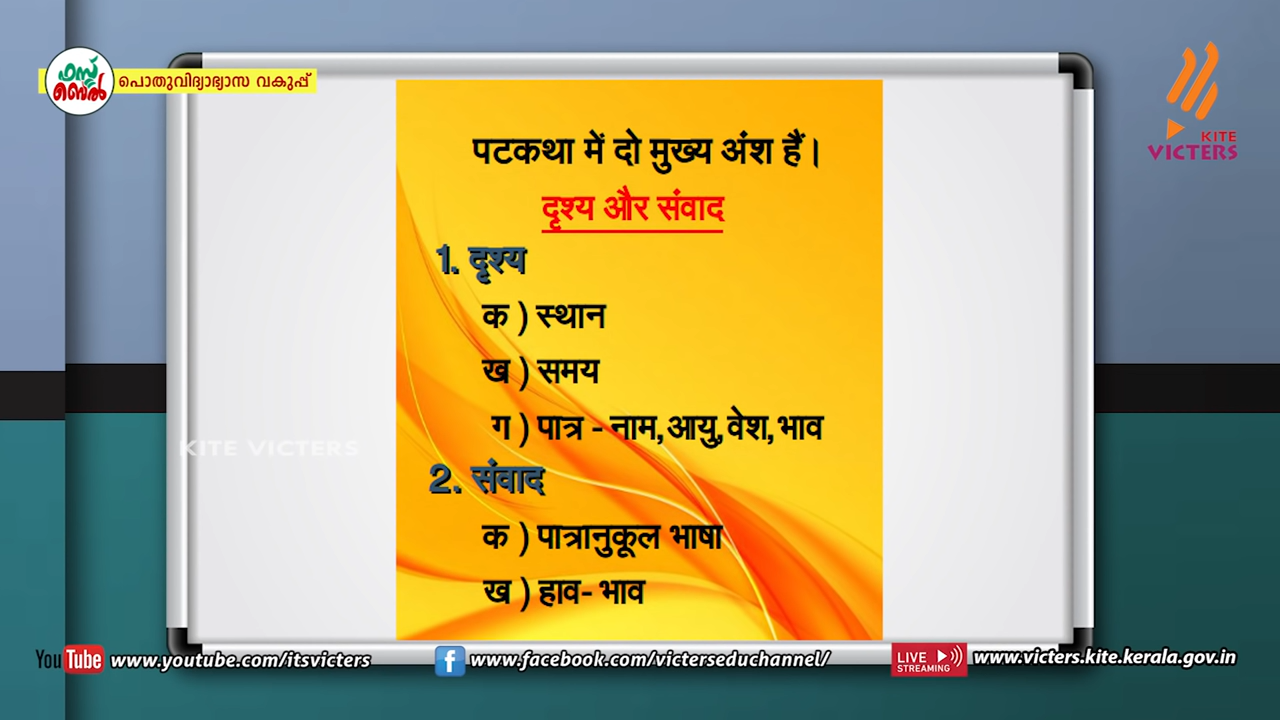 ഫസ്റ്റ്
ബെൽ
പൊതുവിദ്യാഭ്യാസ വകുപ്പ്
KITE
VICTERS
पटकथा में दो मुख्य अंश हैं।
दृश्य और संवाद
1. दृश्य
क ) स्थान
ख ) समय
ग ) पात्र - नाम,आयु,वेश,भाव
KITE VICTERS
2. संवाद
क ) पात्रानुकूल भाषा
ख ) हाव- भाव
YouTube www.youtube.com/itsvicters
f www.facebook.com/victerseduchannel/
LIVE STREAMING www.victers.kite.kerala.gov.in